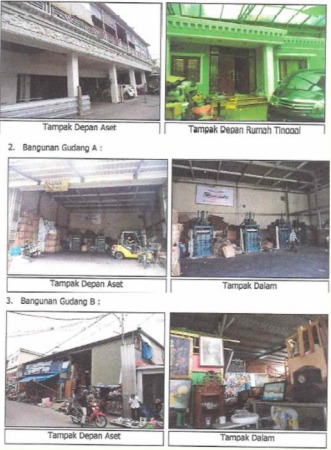 Tampak Depan Aset
Tampak Depan Rumah Tinggal
2. Bangunan Gudang A :
Tampak Depan Aset
Tampak Dalam
3. Bangunan Gudang B :
Tampak Depan Aset
Tampak Dalam